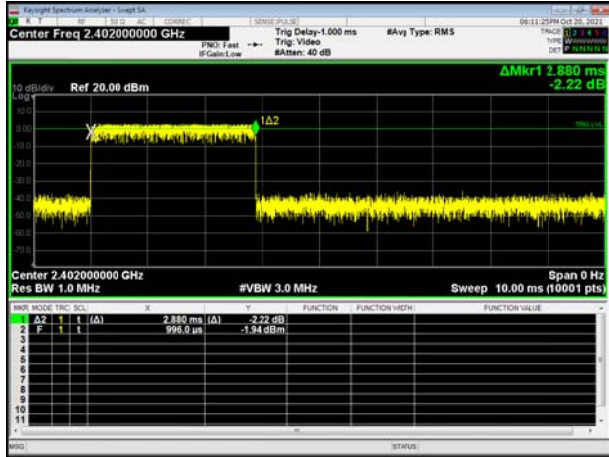 Keysight Spectrum Analyzer - Swept SA
R T RF 50 Ω AC CORREC SENSE:PULSE 06:11:25PM Oct 20, 2021
Center Freq 2.402000000 GHz Trig Delay-1.000 ms #Avg Type: RMS TRACE 1 2 3 4 5 6
PNO: Fast Trig: Video TYPE
IFGain:Low #Atten: 40 dB DET P N N N N N
ΔMkr1 2.880 ms
10 dB/div Ref 20.00 dBm -2.22 dB
Log
10.0
0.00 1Δ2 TRIG LVL
-10.0
-20.0
-30.0
-40.0
-50.0
-60.0
-70.0
Center 2.402000000 GHz Span 0 Hz
Res BW 1.0 MHz #VBW 3.0 MHz Sweep 10.00 ms (10001 pts)
MKR MODE TRC SCL X Y FUNCTION FUNCTION WIDTH FUNCTION VALUE
1 Δ2 1 t (Δ) 2.880 ms (Δ) -2.22 dB
2 F 1 t 996.0 us -1.94 dBm
3
4
5
6
7
8
9
10
11
MSG STATUS